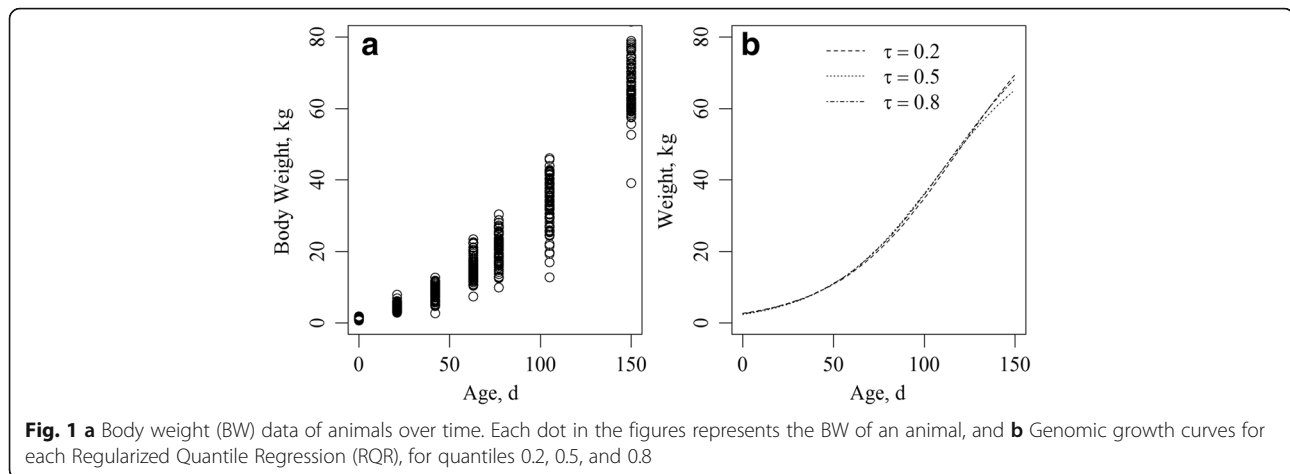 a
80
60
40
20
0
Body Weight, kg
0
50
100
150
Age, d
b
τ = 0.2
τ = 0.5
τ = 0.8
80
60
40
20
0
Weight, kg
0
50
100
150
Age, d
Fig. 1 a Body weight (BW) data of animals over time. Each dot in the figures represents the BW of an animal, and b Genomic growth curves for
each Regularized Quantile Regression (RQR), for quantiles 0.2, 0.5, and 0.8